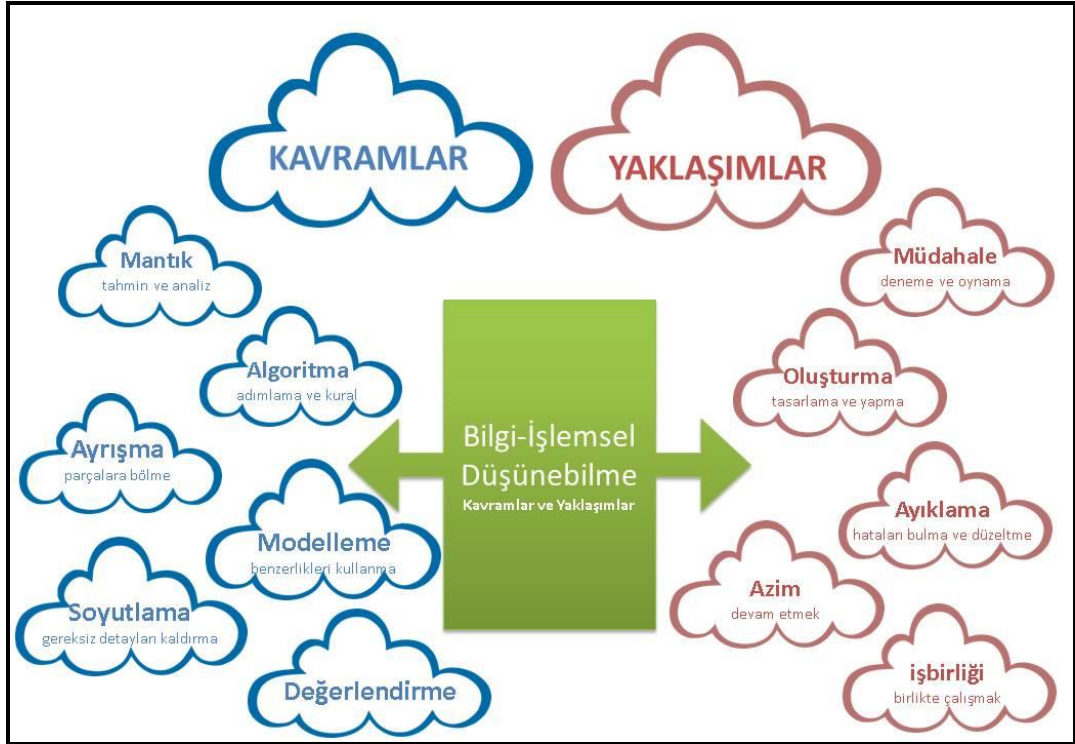 KAVRAMLAR
YAKLAŞIMLAR
Mantık
tahmin ve analiz
Algoritma
adımlama ve kural
Ayrışma
parçalara bölme
Modelleme
benzerlikleri kullanma
Soyutlama
gereksiz detayları kaldırma
Değerlendirme
Bilgi-İşlemsel
Düşünebilme
Kavramlar ve Yaklaşımlar
Müdahale
deneme ve oynama
Oluşturma
tasarlama ve yapma
Ayıklama
hataları bulma ve düzeltme
Azim
devam etmek
işbirliği
birlikte çalışmak